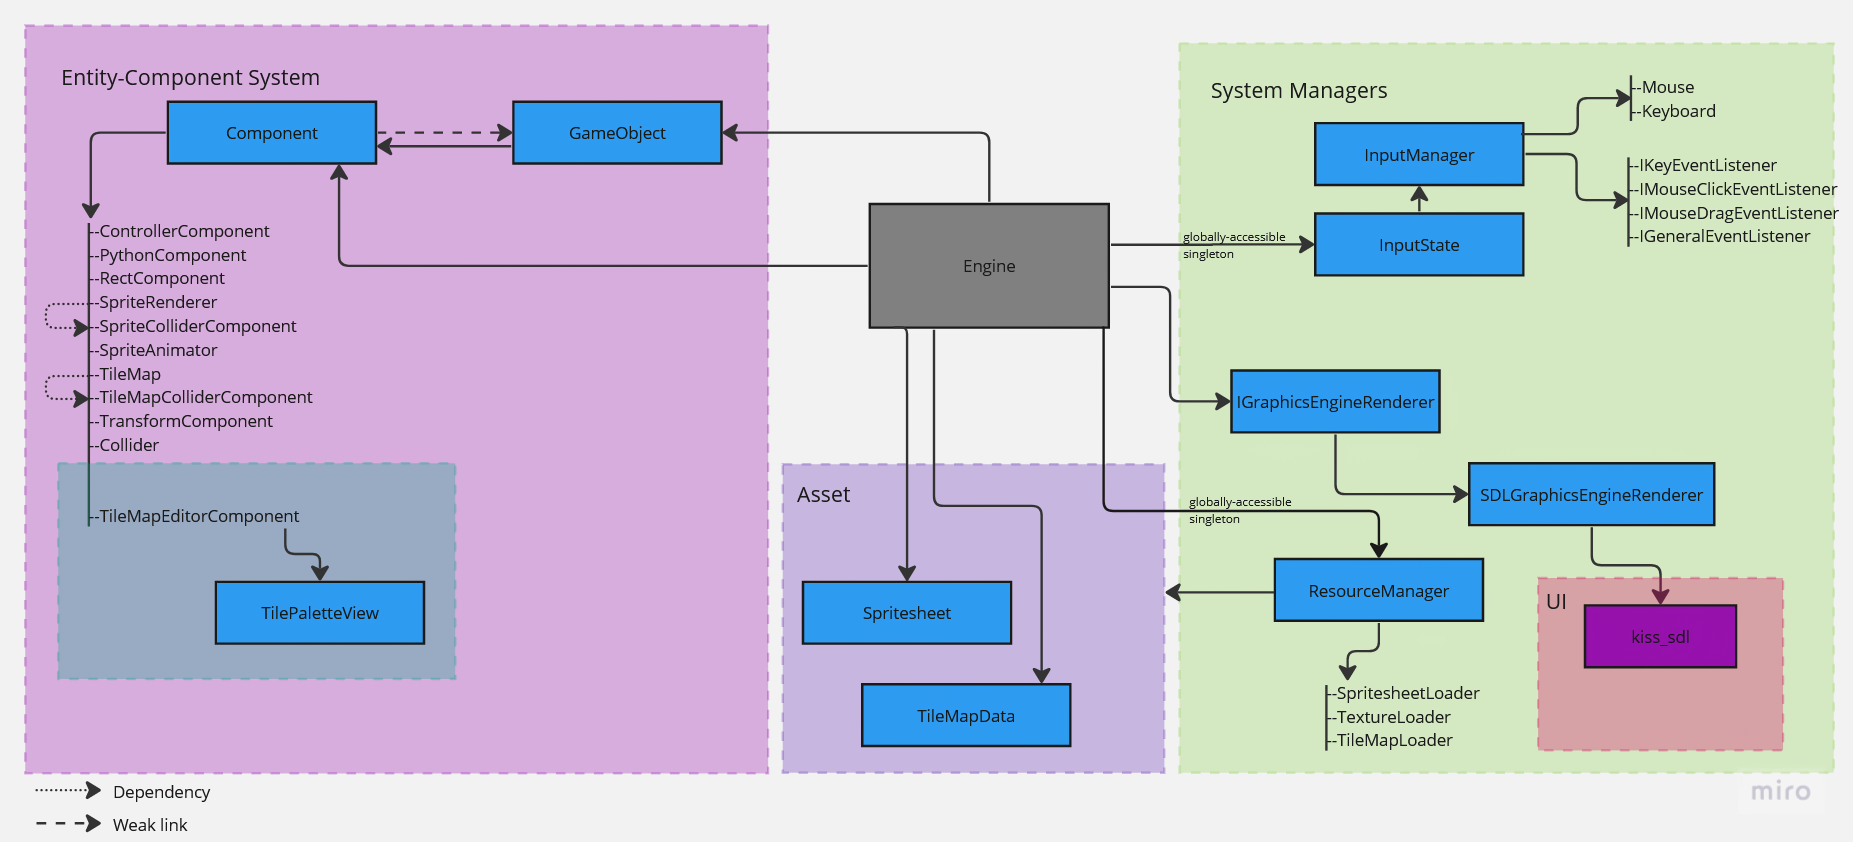 Entity-Component System
Component
GameObject
--ControllerComponent
--PythonComponent
--RectComponent
--SpriteRenderer
--SpriteColliderComponent
--SpriteAnimator
--TileMap
--TileMapColliderComponent
--TransformComponent
--Collider
--TileMapEditorComponent
TilePaletteView
Engine
Asset
Spritesheet
TileMapData
System Managers
InputManager
--Mouse
--Keyboard
--IKeyEventListener
--IMouseClickEventListener
--IMouseDragEventListener
--IGeneralEventListener
globally-accessible
singleton
InputState
IGraphicsEngineRenderer
SDLGraphicsEngineRenderer
globally-accessible
singleton
ResourceManager
--SpritesheetLoader
--TextureLoader
--TileMapLoader
UI
kiss_sdl
Dependency
Weak link
miro